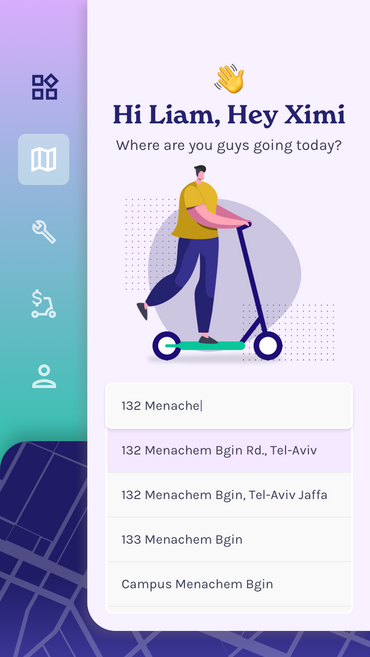 Hi Liam, Hey Ximi
Where are you guys going today?
$
132 Menache
132 Menachem Bgin Rd., Tel-Aviv
132 Menachem Bgin, Tel-Aviv Jaffa
133 Menachem Bgin
Campus Menachem Bgin